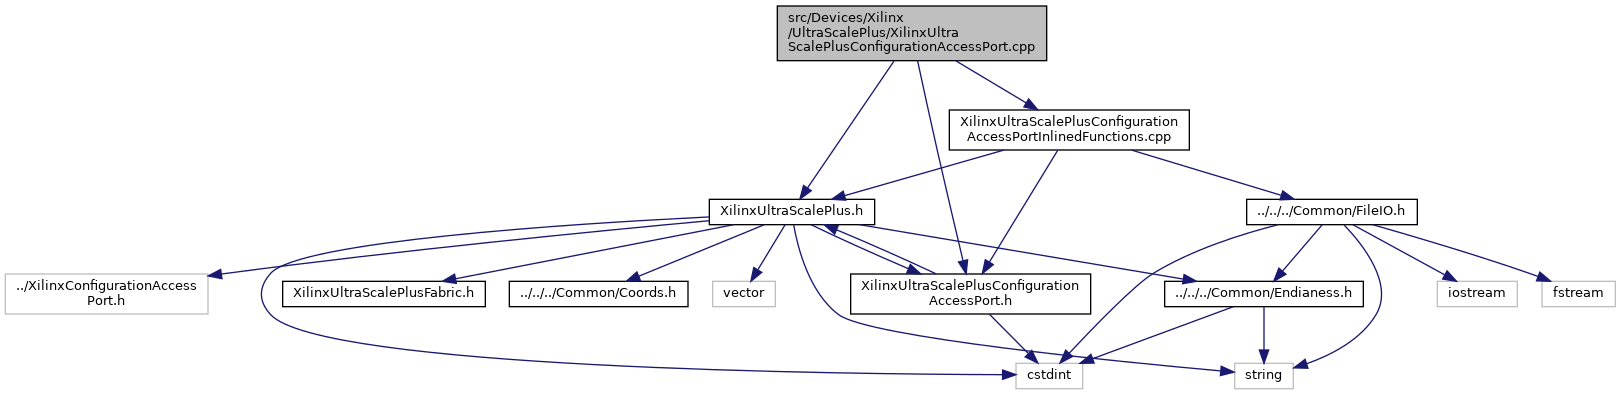 src/Devices/Xilinx
/UltraScalePlus/XilinxUltra
ScalePlusConfigurationAccessPort.cpp
XilinxUltraScalePlusConfiguration
AccessPortInlinedFunctions.cpp
XilinxUltraScalePlus.h
../../../Common/FileIO.h
../XilinxConfigurationAccess
Port.h
XilinxUltraScalePlusFabric.h
../../../Common/Coords.h
vector
XilinxUltraScalePlusConfiguration
AccessPort.h
../../../Common/Endianess.h
iostream
fstream
cstdint
string